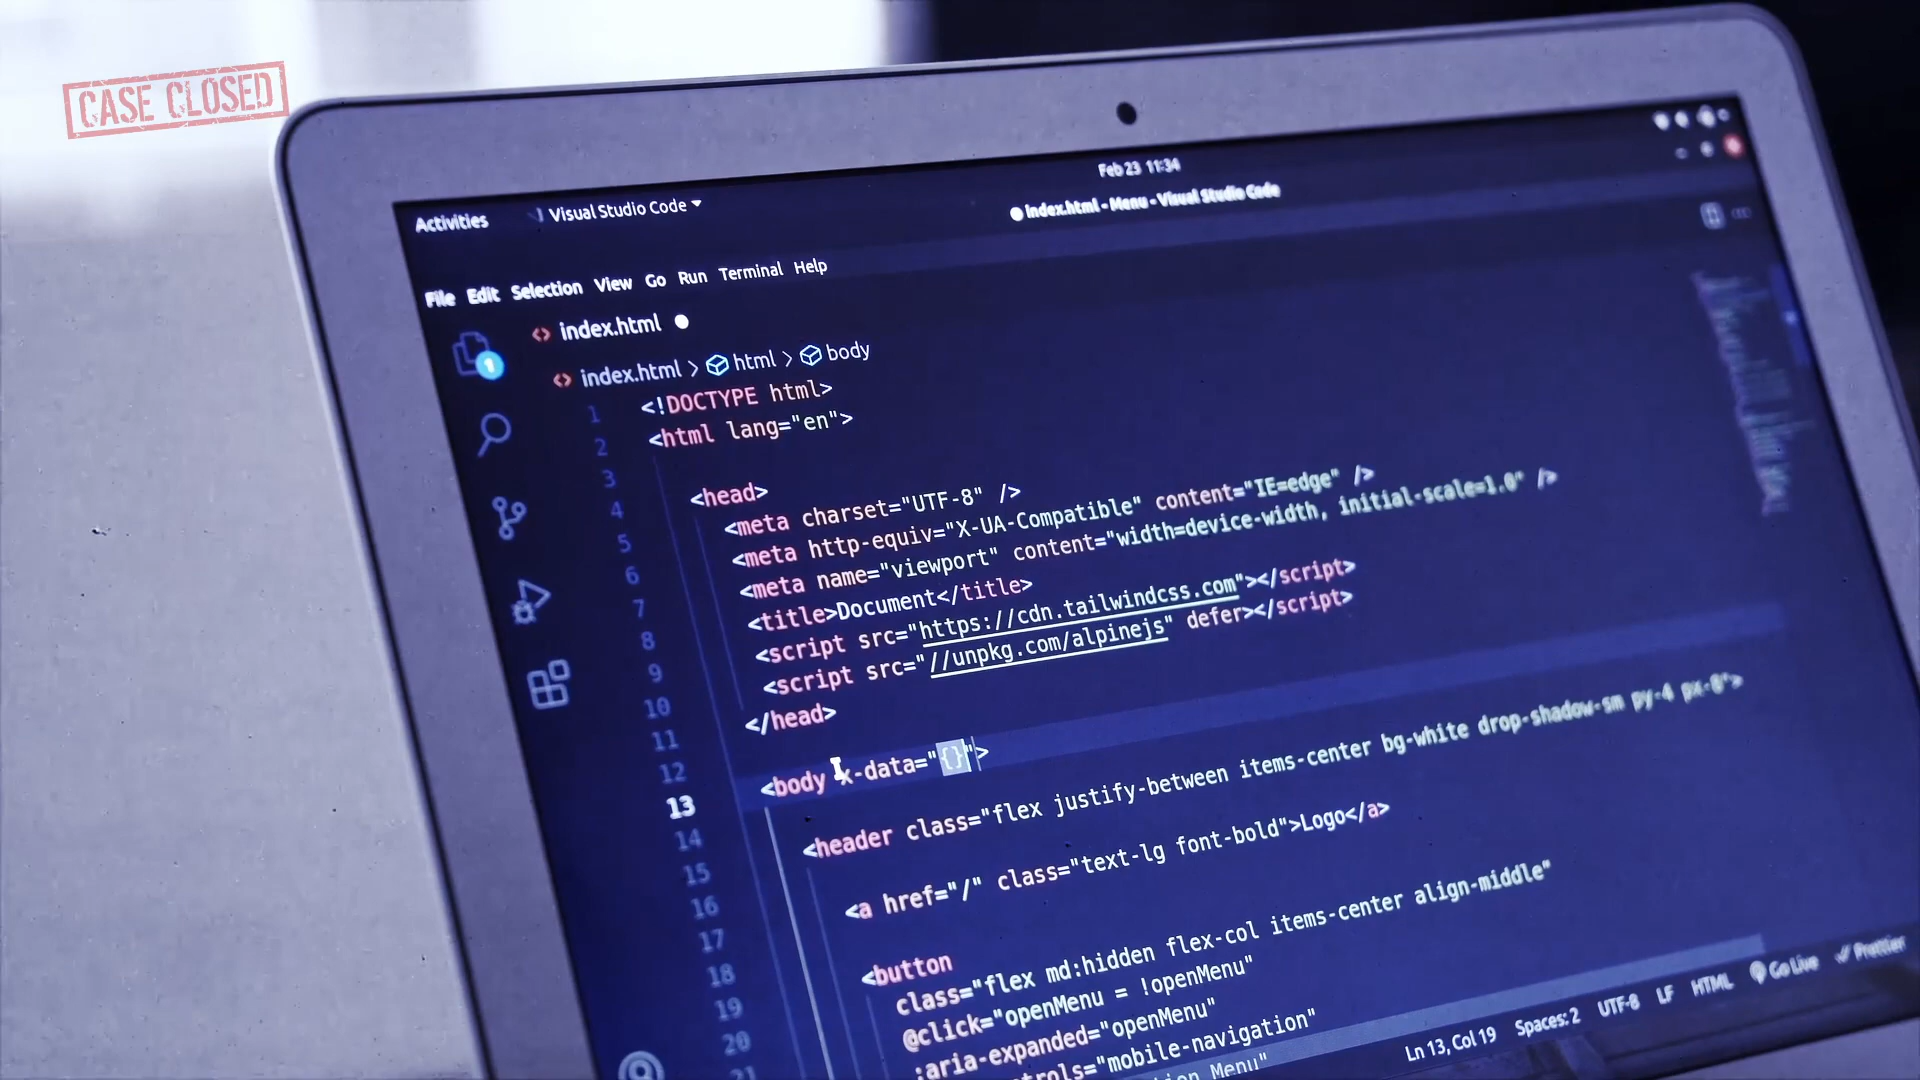 CASE CLOSED
Feb 23 11:34
Activities
Visual Studio Code
index.html - Menu - Visual Studio Code
File Edit Selection View Go Run Terminal Help
index.html
index.html > html > body
1
2
3
4
5
6
7
8
9
10
11
12
13
14
15
16
17
18
19
20
21
<!DOCTYPE html>
<html lang="en">
<head>
<meta charset="UTF-8" />
<meta http-equiv="X-UA-Compatible" content="IE=edge" />
<meta name="viewport" content="width=device-width, initial-scale=1.0" />
<title>Document</title>
<script src="https://cdn.tailwindcss.com"></script>
<script src="//unpkg.com/alpinejs" defer></script>
</head>
<body x-data="{}">
<header class="flex justify-between items-center bg-white drop-shadow-sm py-4 px-8">
<a href="/" class="text-lg font-bold">Logo</a>
<button
class="flex md:hidden flex-col items-center align-middle"
@click="openMenu = !openMenu"
:aria-expanded="openMenu"
"mobile-navigation"
Menu"
Ln 13, Col 19 Spaces: 2 UTF-8 LF HTML Go Live Prettier